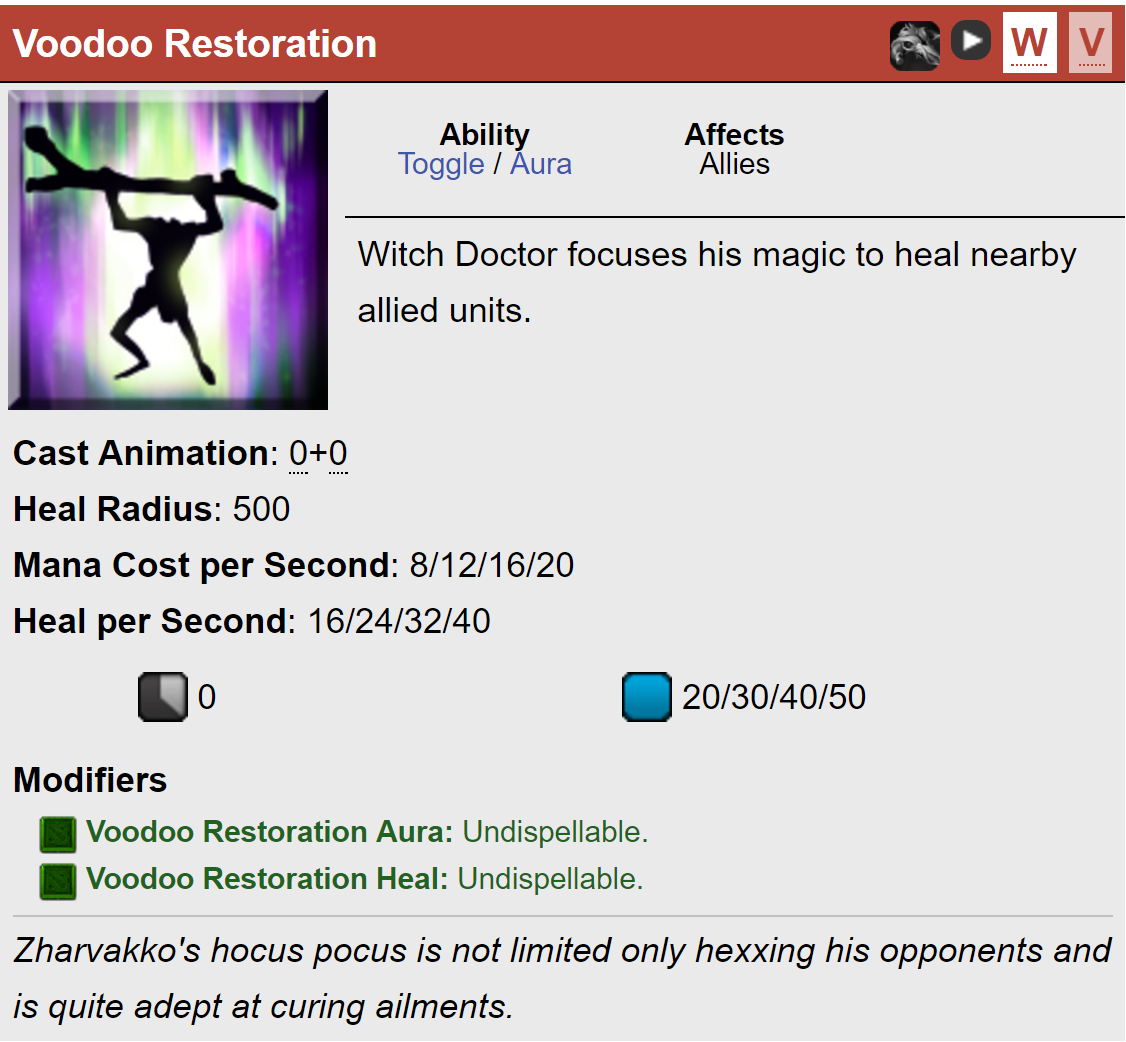 Voodoo Restoration W V
Ability Affects
Toggle / Aura Allies
Witch Doctor focuses his magic to heal nearby
allied units.
Cast Animation: 0+0
Heal Radius: 500
Mana Cost per Second: 8/12/16/20
Heal per Second: 16/24/32/40
0 20/30/40/50
Modifiers
Voodoo Restoration Aura: Undispellable.
Voodoo Restoration Heal: Undispellable.
Zharvakko's hocus pocus is not limited only hexxing his opponents and
is quite adept at curing ailments.